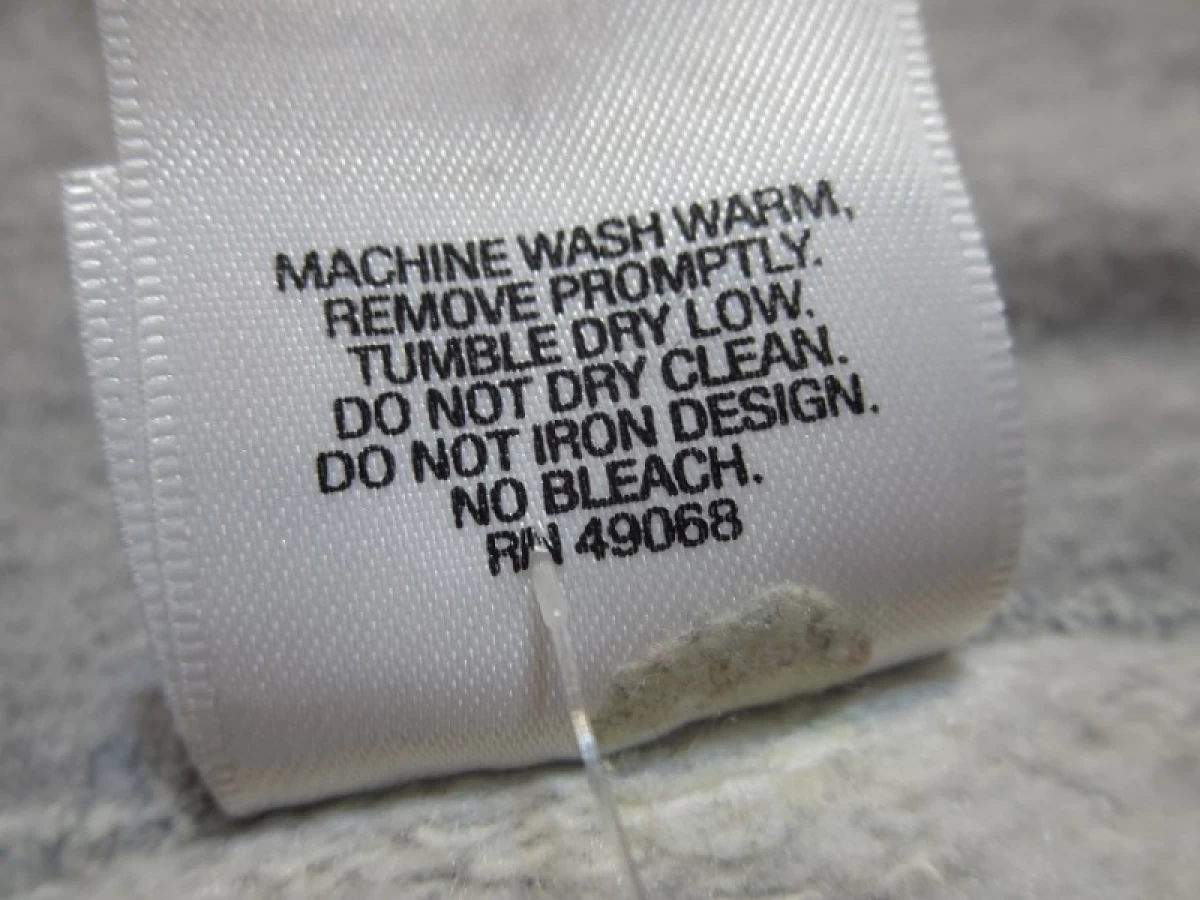 MACHINE WASH WARM,
REMOVE PROMPTLY.
TUMBLE DRY LOW.
DO NOT DRY CLEAN.
DO NOT IRON DESIGN.
NO BLEACH.
RN 49068